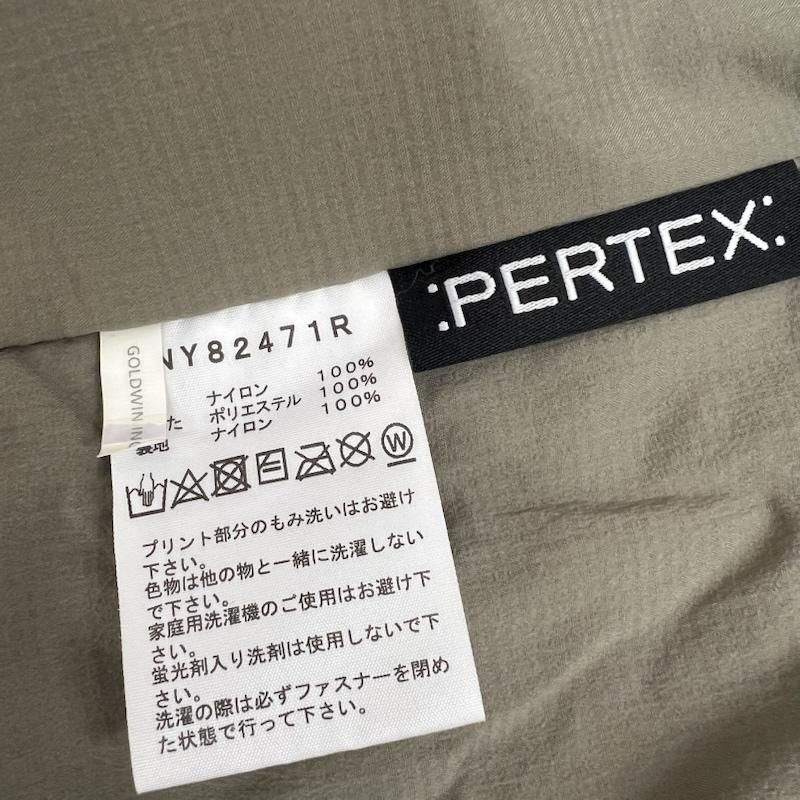 :PERTEX:
NY82471R
GOLDWIN INC
ナイロン 100%
た ポリエステル 100%
裏地 ナイロン 100%
W
プリント部分のもみ洗いはお避け
下さい。
色物は他の物と一緒に洗濯しない
で下さい。
家庭用洗濯機のご使用はお避け下
さい。
蛍光剤入り洗剤は使用しないで下
さい。
洗濯の際は必ずファスナーを閉め
た状態で行って下さい。